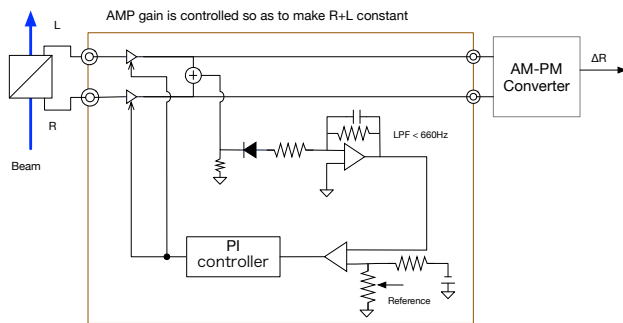 AMP gain is controlled so as to make R+L constant
L
R
Beam
AM-PM
Converter
ΔR
LPF < 660Hz
PI
controller
Reference